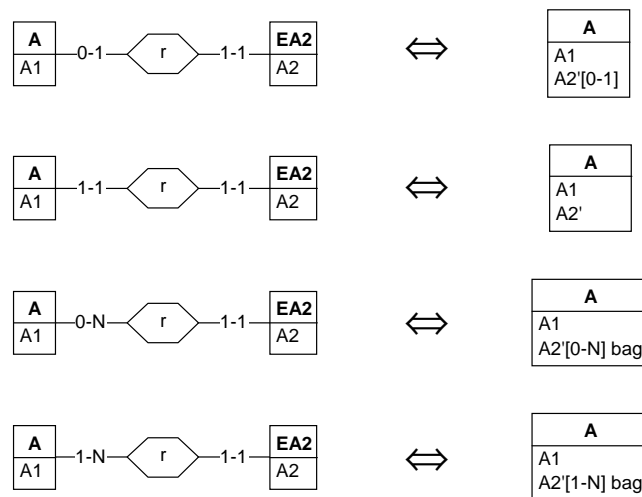 A 0-1 r 1-1 EA2 ⇔ A
A1 A2 A1
A2'[0-1]
A 1-1 r 1-1 EA2 ⇔ A
A1 A2 A1
A2'
A 0-N r 1-1 EA2 ⇔ A
A1 A2 A1
A2'[0-N] bag
A 1-N r 1-1 EA2 ⇔ A
A1 A2 A1
A2'[1-N] bag